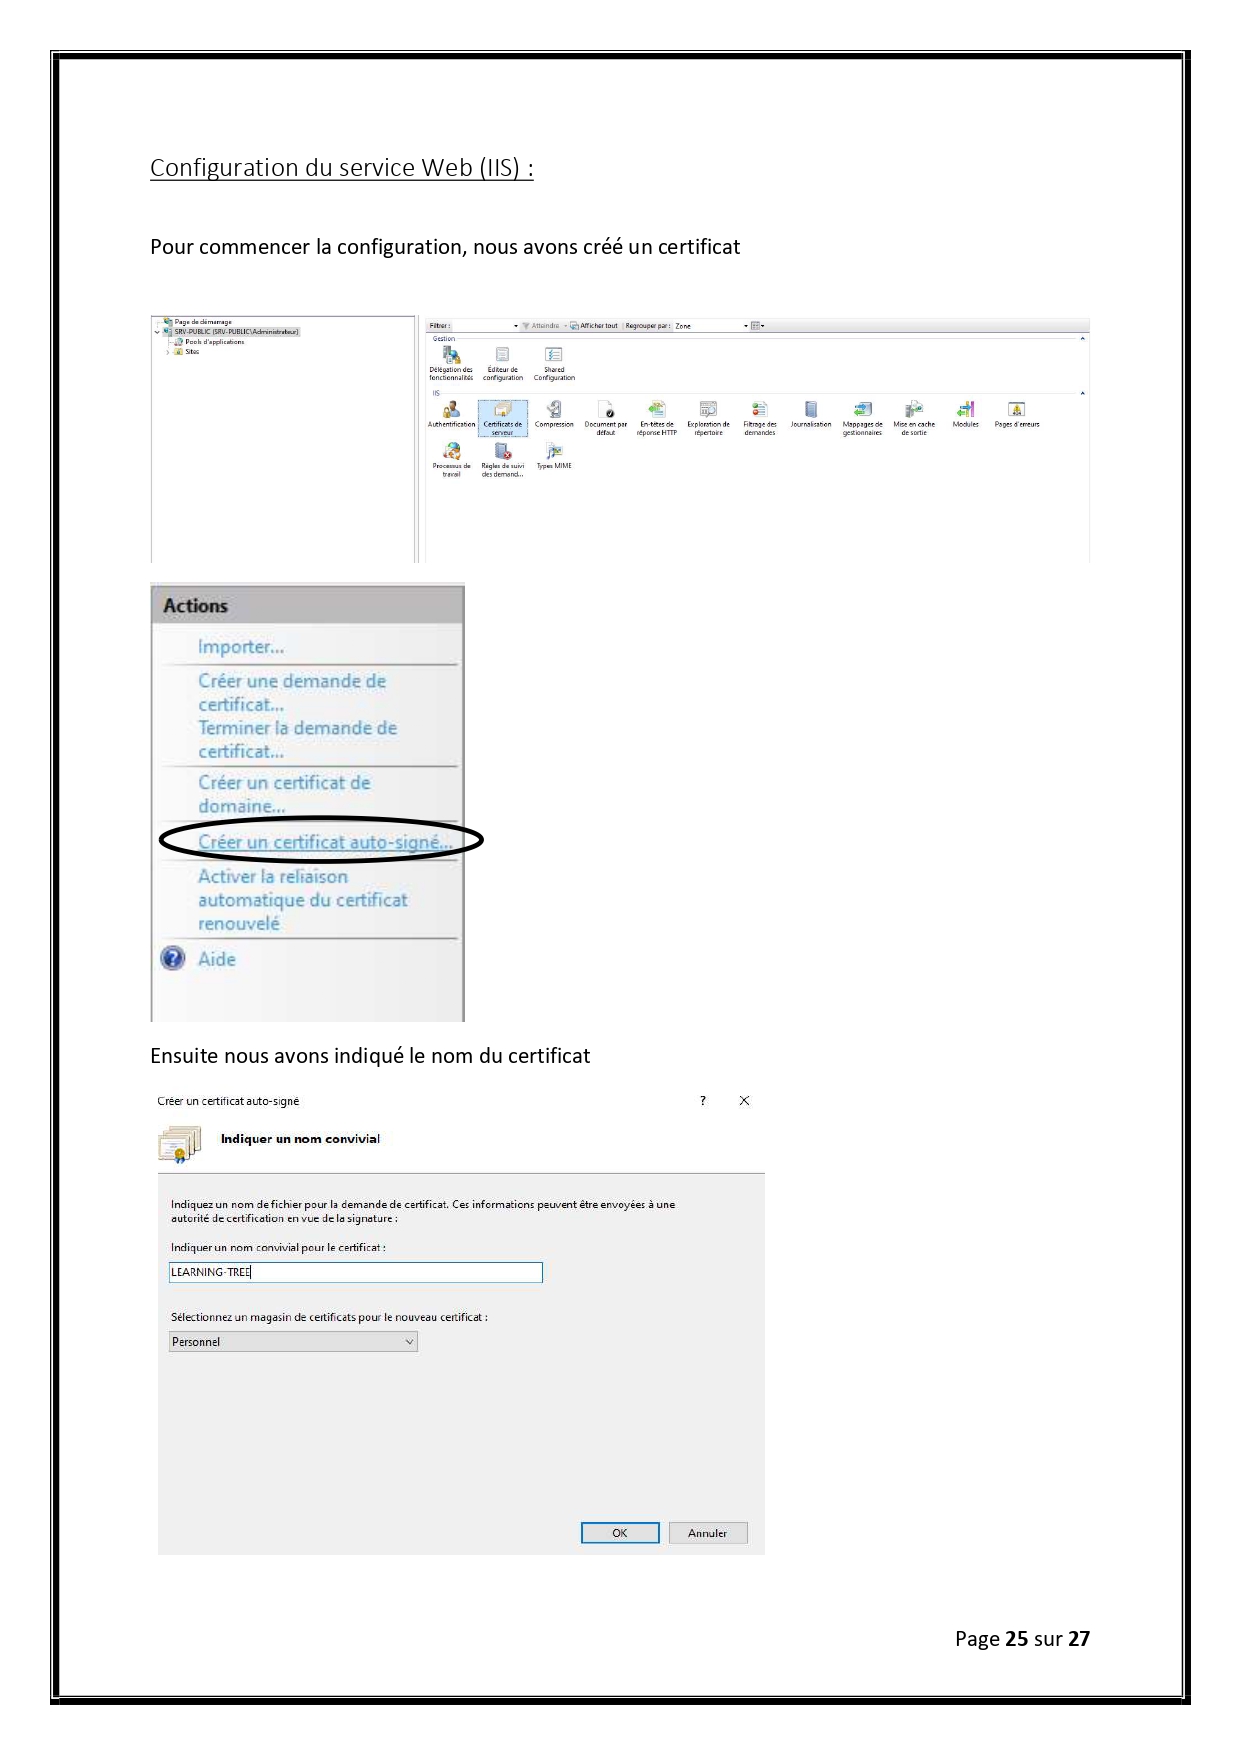 Configuration du service Web (IIS) :
Pour commencer la configuration, nous avons créé un certificat
Page de démarrage
SRV-PUBLIC (SRV-PUBLIC\Administrateur)
Pools d'applications
Sites
Filtrer : Atteindre Afficher tout Regrouper par : Zone
Gestion
Délégation des Éditeur de Shared
fonctionnalités configuration Configuration
IIS
Authentification Certificats de Compression Document par En-têtes de Exploration de Filtrage des Journalisation Mappages de Mise en cache Modules Pages d'erreurs
serveur défaut réponse HTTP répertoire demandes gestionnaires de sortie
Processus de Règles de suivi Types MIME
travail des demand...
Actions
Importer...
Créer une demande de
certificat...
Terminer la demande de
certificat...
Créer un certificat de
domaine...
Créer un certificat auto-signé...
Activer la reliaison
automatique du certificat
renouvelé
Aide
Ensuite nous avons indiqué le nom du certificat
Créer un certificat auto-signé ?
Indiquer un nom convivial
Indiquez un nom de fichier pour la demande de certificat. Ces informations peuvent être envoyées à une
autorité de certification en vue de la signature :
Indiquer un nom convivial pour le certificat :
LEARNING-TREE
Sélectionnez un magasin de certificats pour le nouveau certificat :
Personnel
OK Annuler
Page 25 sur 27